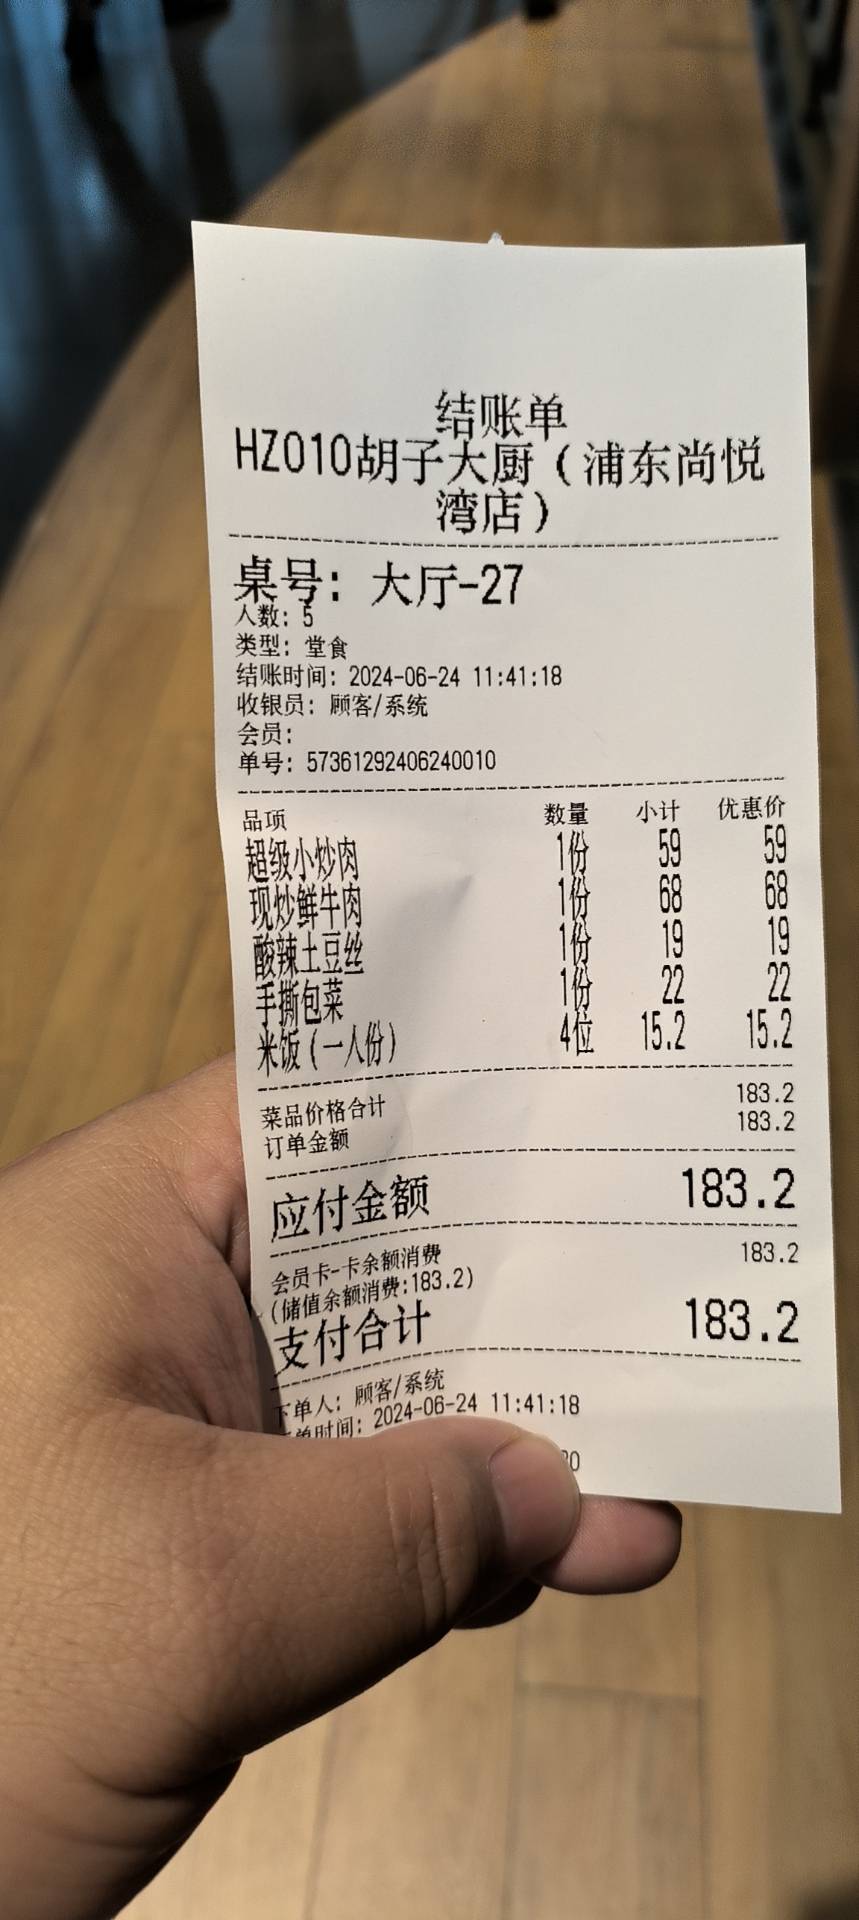 结账单
HZ010胡子大厨（浦东尚悦
湾店）
桌号：大厅-27
人数：5
类型：堂食
结账时间：2024-06-24 11:41:18
收银员：顾客/系统
会员：
单号：57361292406240010
品项 数量 小计 优惠价
超级小炒肉 1份 59 59
现炒鲜牛肉 1份 68 68
酸辣土豆丝 1份 19 19
手撕包菜 1份 22 22
米饭（一人份） 4位 15.2 15.2
菜品价格合计 183.2
订单金额 183.2
应付金额 183.2
会员卡-卡余额消费 183.2
(储值余额消费:183.2)
支付合计 183.2
下单人：顾客/系统
单时间：2024-06-24 11:41:18